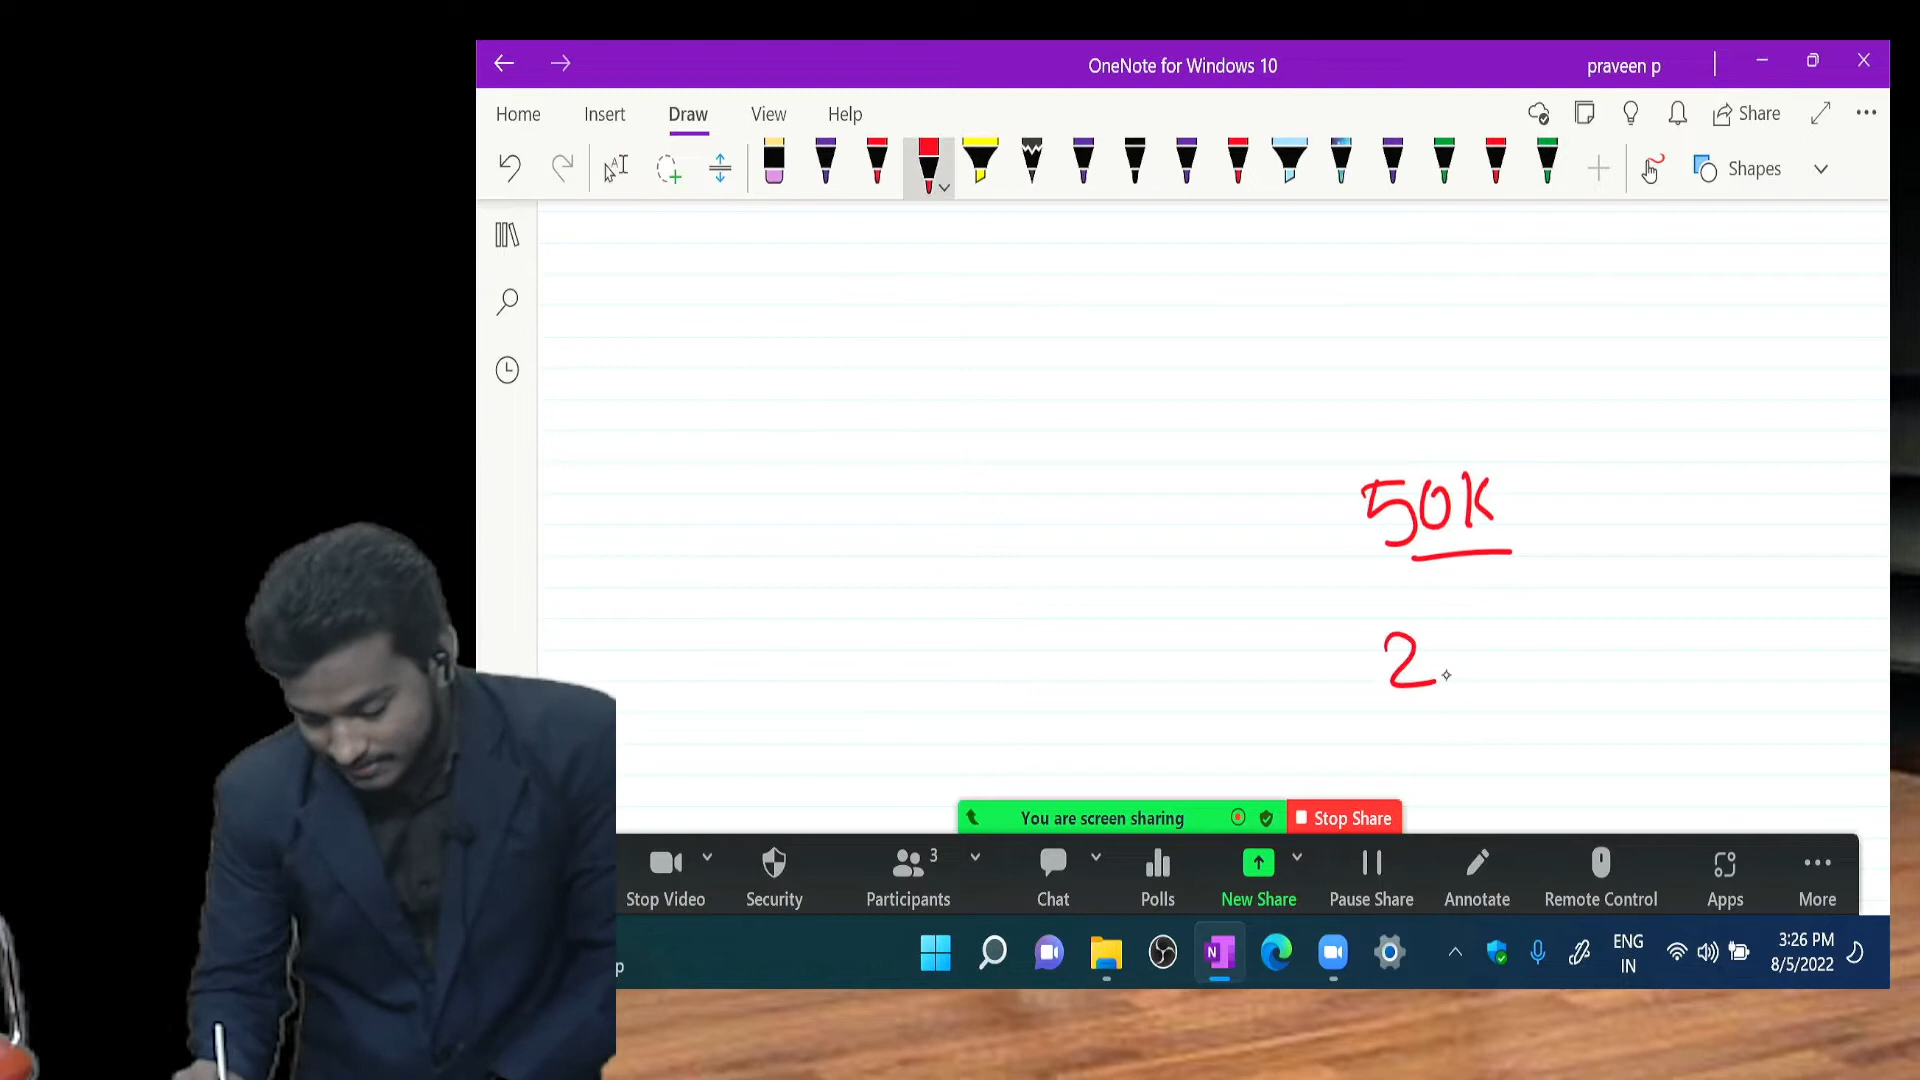 OneNote for Windows 10
praveen p
Home Insert Draw View Help
Share
Shapes
50K
2
You are screen sharing
Stop Share
3
Stop Video Security Participants Chat Polls New Share Pause Share Annotate Remote Control Apps More
p
ENG
IN
3:26 PM
8/5/2022